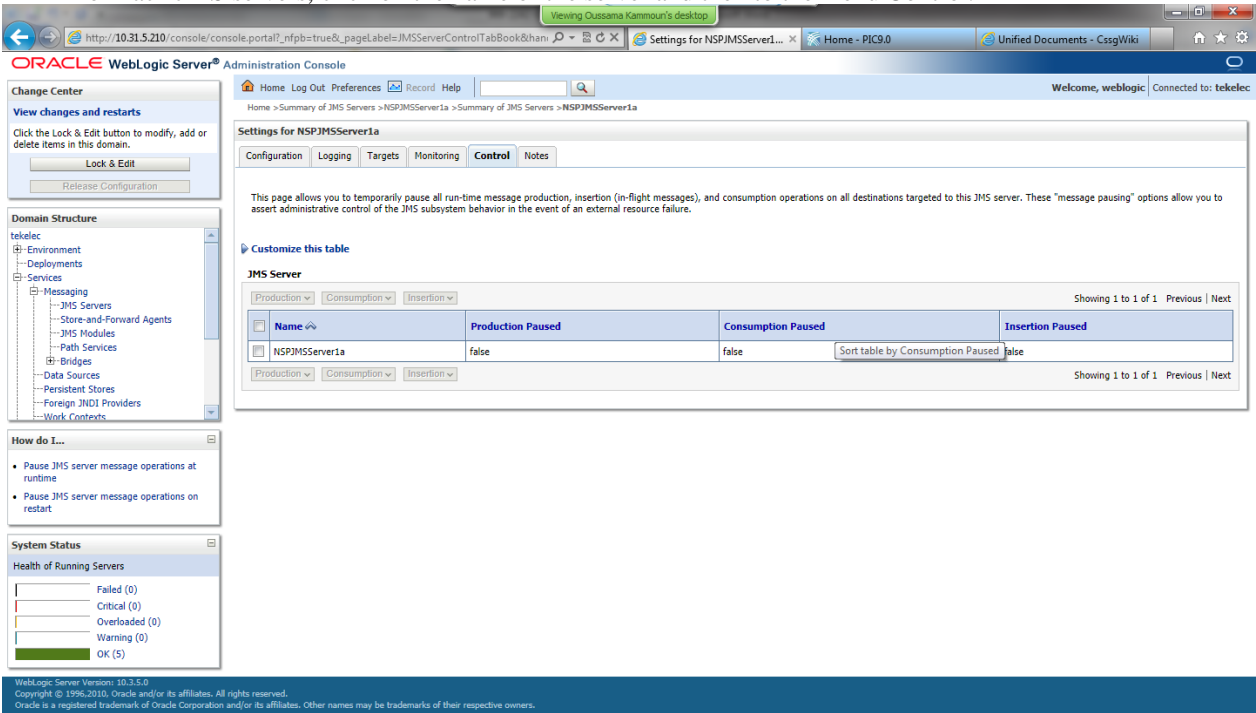 Viewing Oussama Kammoun's desktop
http://10.31.5.210/console/console.portal?_nfpb=true&_pageLabel=JMSServerControlTabBook&han
Settings for NSPJMSServer1...
Home - PIC9.0
Unified Documents - CssgWiki
ORACLE WebLogic Server® Administration Console
Change Center
View changes and restarts
Click the Lock & Edit button to modify, add or
delete items in this domain.
Lock & Edit
Release Configuration
Domain Structure
tekelec
Environment
Deployments
Services
Messaging
JMS Servers
Store-and-Forward Agents
JMS Modules
Path Services
Bridges
Data Sources
Persistent Stores
Foreign JNDI Providers
Work Contexts
How do I...
Pause JMS server message operations at
runtime
Pause JMS server message operations on
restart
System Status
Health of Running Servers
Failed (0)
Critical (0)
Overloaded (0)
Warning (0)
OK (5)
Home Log Out Preferences Record Help
Welcome, weblogic Connected to: tekelec
Home >Summary of JMS Servers >NSPJMSServer1a >Summary of JMS Servers >NSPJMSServer1a
Settings for NSPJMSServer1a
Configuration Logging Targets Monitoring Control Notes
This page allows you to temporarily pause all run-time message production, insertion (in-flight messages), and consumption operations on all destinations targeted to this JMS server. These "message pausing" options allow you to
assert administrative control of the JMS subsystem behavior in the event of an external resource failure.
Customize this table
JMS Server
Production Consumption Insertion
Showing 1 to 1 of 1 Previous | Next
Name Production Paused Consumption Paused Insertion Paused
NSPJMSServer1a false false false
Sort table by Consumption Paused
Production Consumption Insertion
Showing 1 to 1 of 1 Previous | Next
WebLogic Server Version: 10.3.5.0
Copyright © 1996,2010, Oracle and/or its affiliates. All rights reserved.
Oracle is a registered trademark of Oracle Corporation and/or its affiliates. Other names may be trademarks of their respective owners.